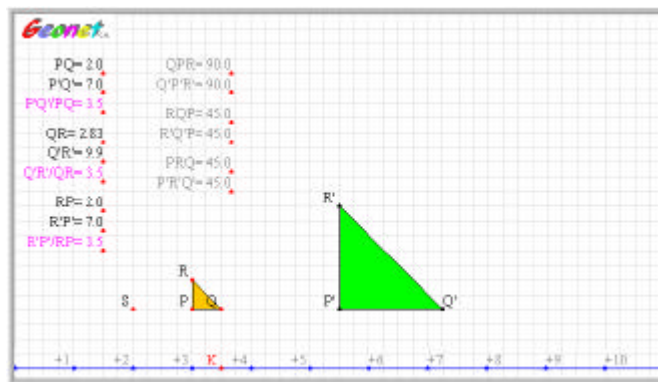 Geonet
PQ= 2.0
P'Q'= 7.0
P'Q'/PQ= 3.5
QR= 2.83
Q'R'= 9.9
Q'R'/QR= 3.5
RP= 2.0
R'P'= 7.0
R'P'/RP= 3.5
QPR= 90.0
Q'P'R'= 90.0
RQP= 45.0
R'Q'P= 45.0
PRQ= 45.0
P'R'Q'= 45.0
R'
R
S P Q P' Q'
+1 +2 +3 K +4 +5 +6 +7 +8 +9 +10